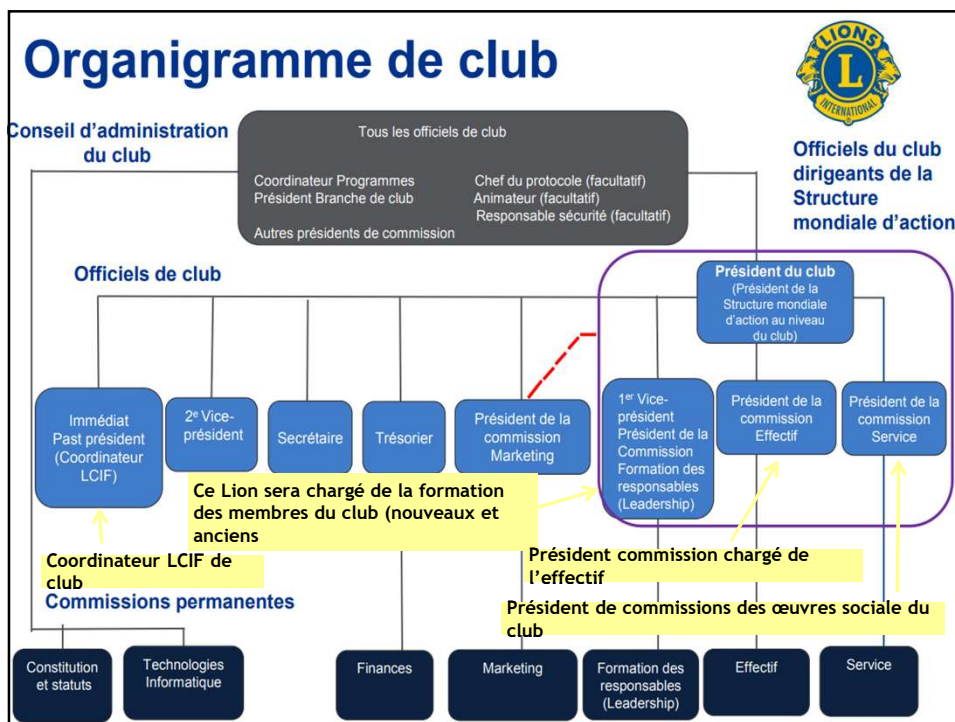 Organigramme de club
LIONS
L
INTERNATIONAL
Conseil d'administration
du club
Tous les officiels de club
Coordinateur Programmes
Président Branche de club
Autres présidents de commission
Chef du protocole (facultatif)
Animateur (facultatif)
Responsable sécurité (facultatif)
Officiels du club
dirigeants de la
Structure
mondiale d'action
Officiels de club
Président du club
(Président de la
Structure mondiale
d'action au niveau
du club)
Immédiat
Past président
(Coordinateur
LCIF)
2e Vice-
président
Secrétaire
Trésorier
Président de la
commission
Marketing
1er Vice-
président
Président de la
Commission
Formation des
responsables
(Leadership)
Président de la
commission
Effectif
Président de la
commission
Service
Ce Lion sera chargé de la formation
des membres du club (nouveaux et
anciens
Coordinateur LCIF de
club
Président commission chargé de
l'effectif
Président de commissions des œuvres sociale du
club
Commissions permanentes
Constitution
et statuts
Technologies
Informatique
Finances
Marketing
Formation des
responsables
(Leadership)
Effectif
Service